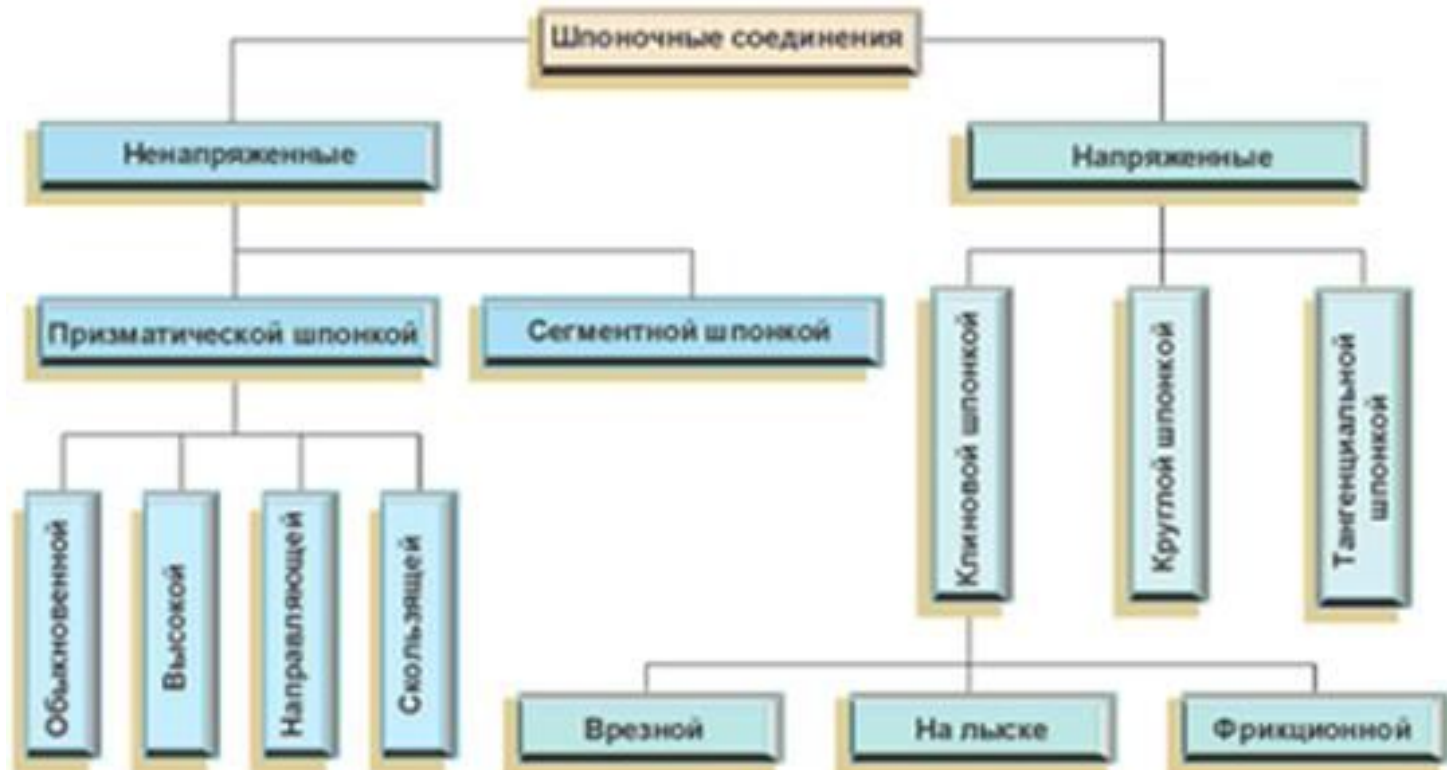 Шпоночные соединения
Ненапряженные
Напряженные
Призматической шпонкой
Сегментной шпонкой
Клиновой шпонкой
Круглой шпонкой
Тангенциальной
шпонкой
Обыкновенной
Высокой
Направляющей
Скользящей
Врезной
На лыске
Фрикционной